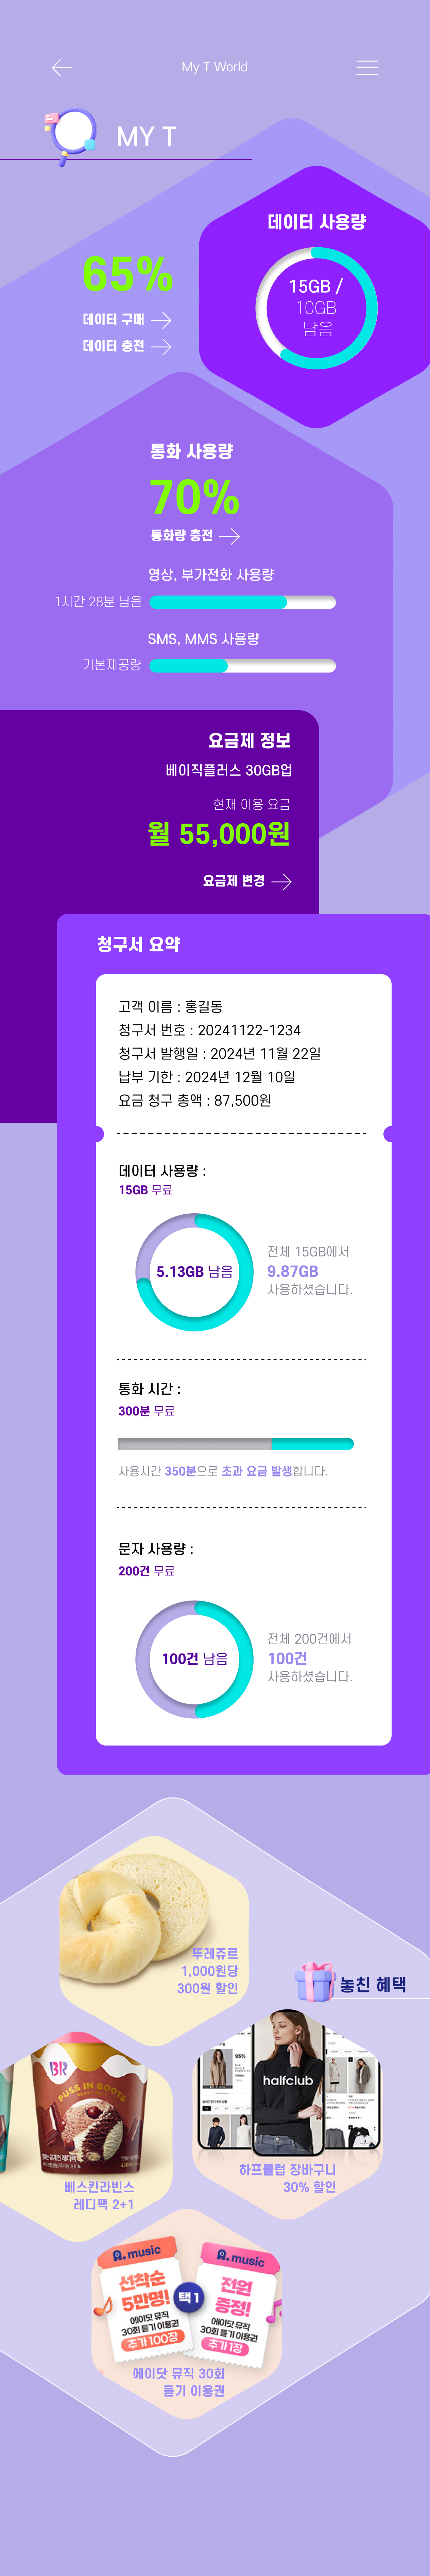 My T World
MY T
데이터 사용량
15GB /
10GB
남음
65%
데이터 구매
데이터 충전
통화 사용량
70%
통화량 충전
영상, 부가전화 사용량
1시간 28분 남음
SMS, MMS 사용량
기본제공량
요금제 정보
베이직플러스 30GB업
현재 이용 요금
월 55,000원
요금제 변경
청구서 요약
고객 이름 : 홍길동
청구서 번호 : 20241122-1234
청구서 발행일 : 2024년 11월 22일
납부 기한 : 2024년 12월 10일
요금 청구 총액 : 87,500원
데이터 사용량 :
15GB 무료
5.13GB 남음
전체 15GB에서
9.87GB
사용하셨습니다.
통화 시간 :
300분 무료
사용시간 350분으로 초과 요금 발생합니다.
문자 사용량 :
200건 무료
100건 남음
전체 200건에서
100건
사용하셨습니다.
뚜레쥬르
1,000원당
300원 할인
놓친 혜택
BR
PUSS IN BOOTS
베스킨라빈스
레디팩 2+1
95%
halfclub
하프클럽 장바구니
30% 할인
A.music
선착순
5만명!
에이닷 뮤직
30회 듣기 이용권
추가 100장
택1
A.music
전원
증정!
에이닷 뮤직
30회 듣기 이용권
추가 1장
에이닷 뮤직 30회
듣기 이용권